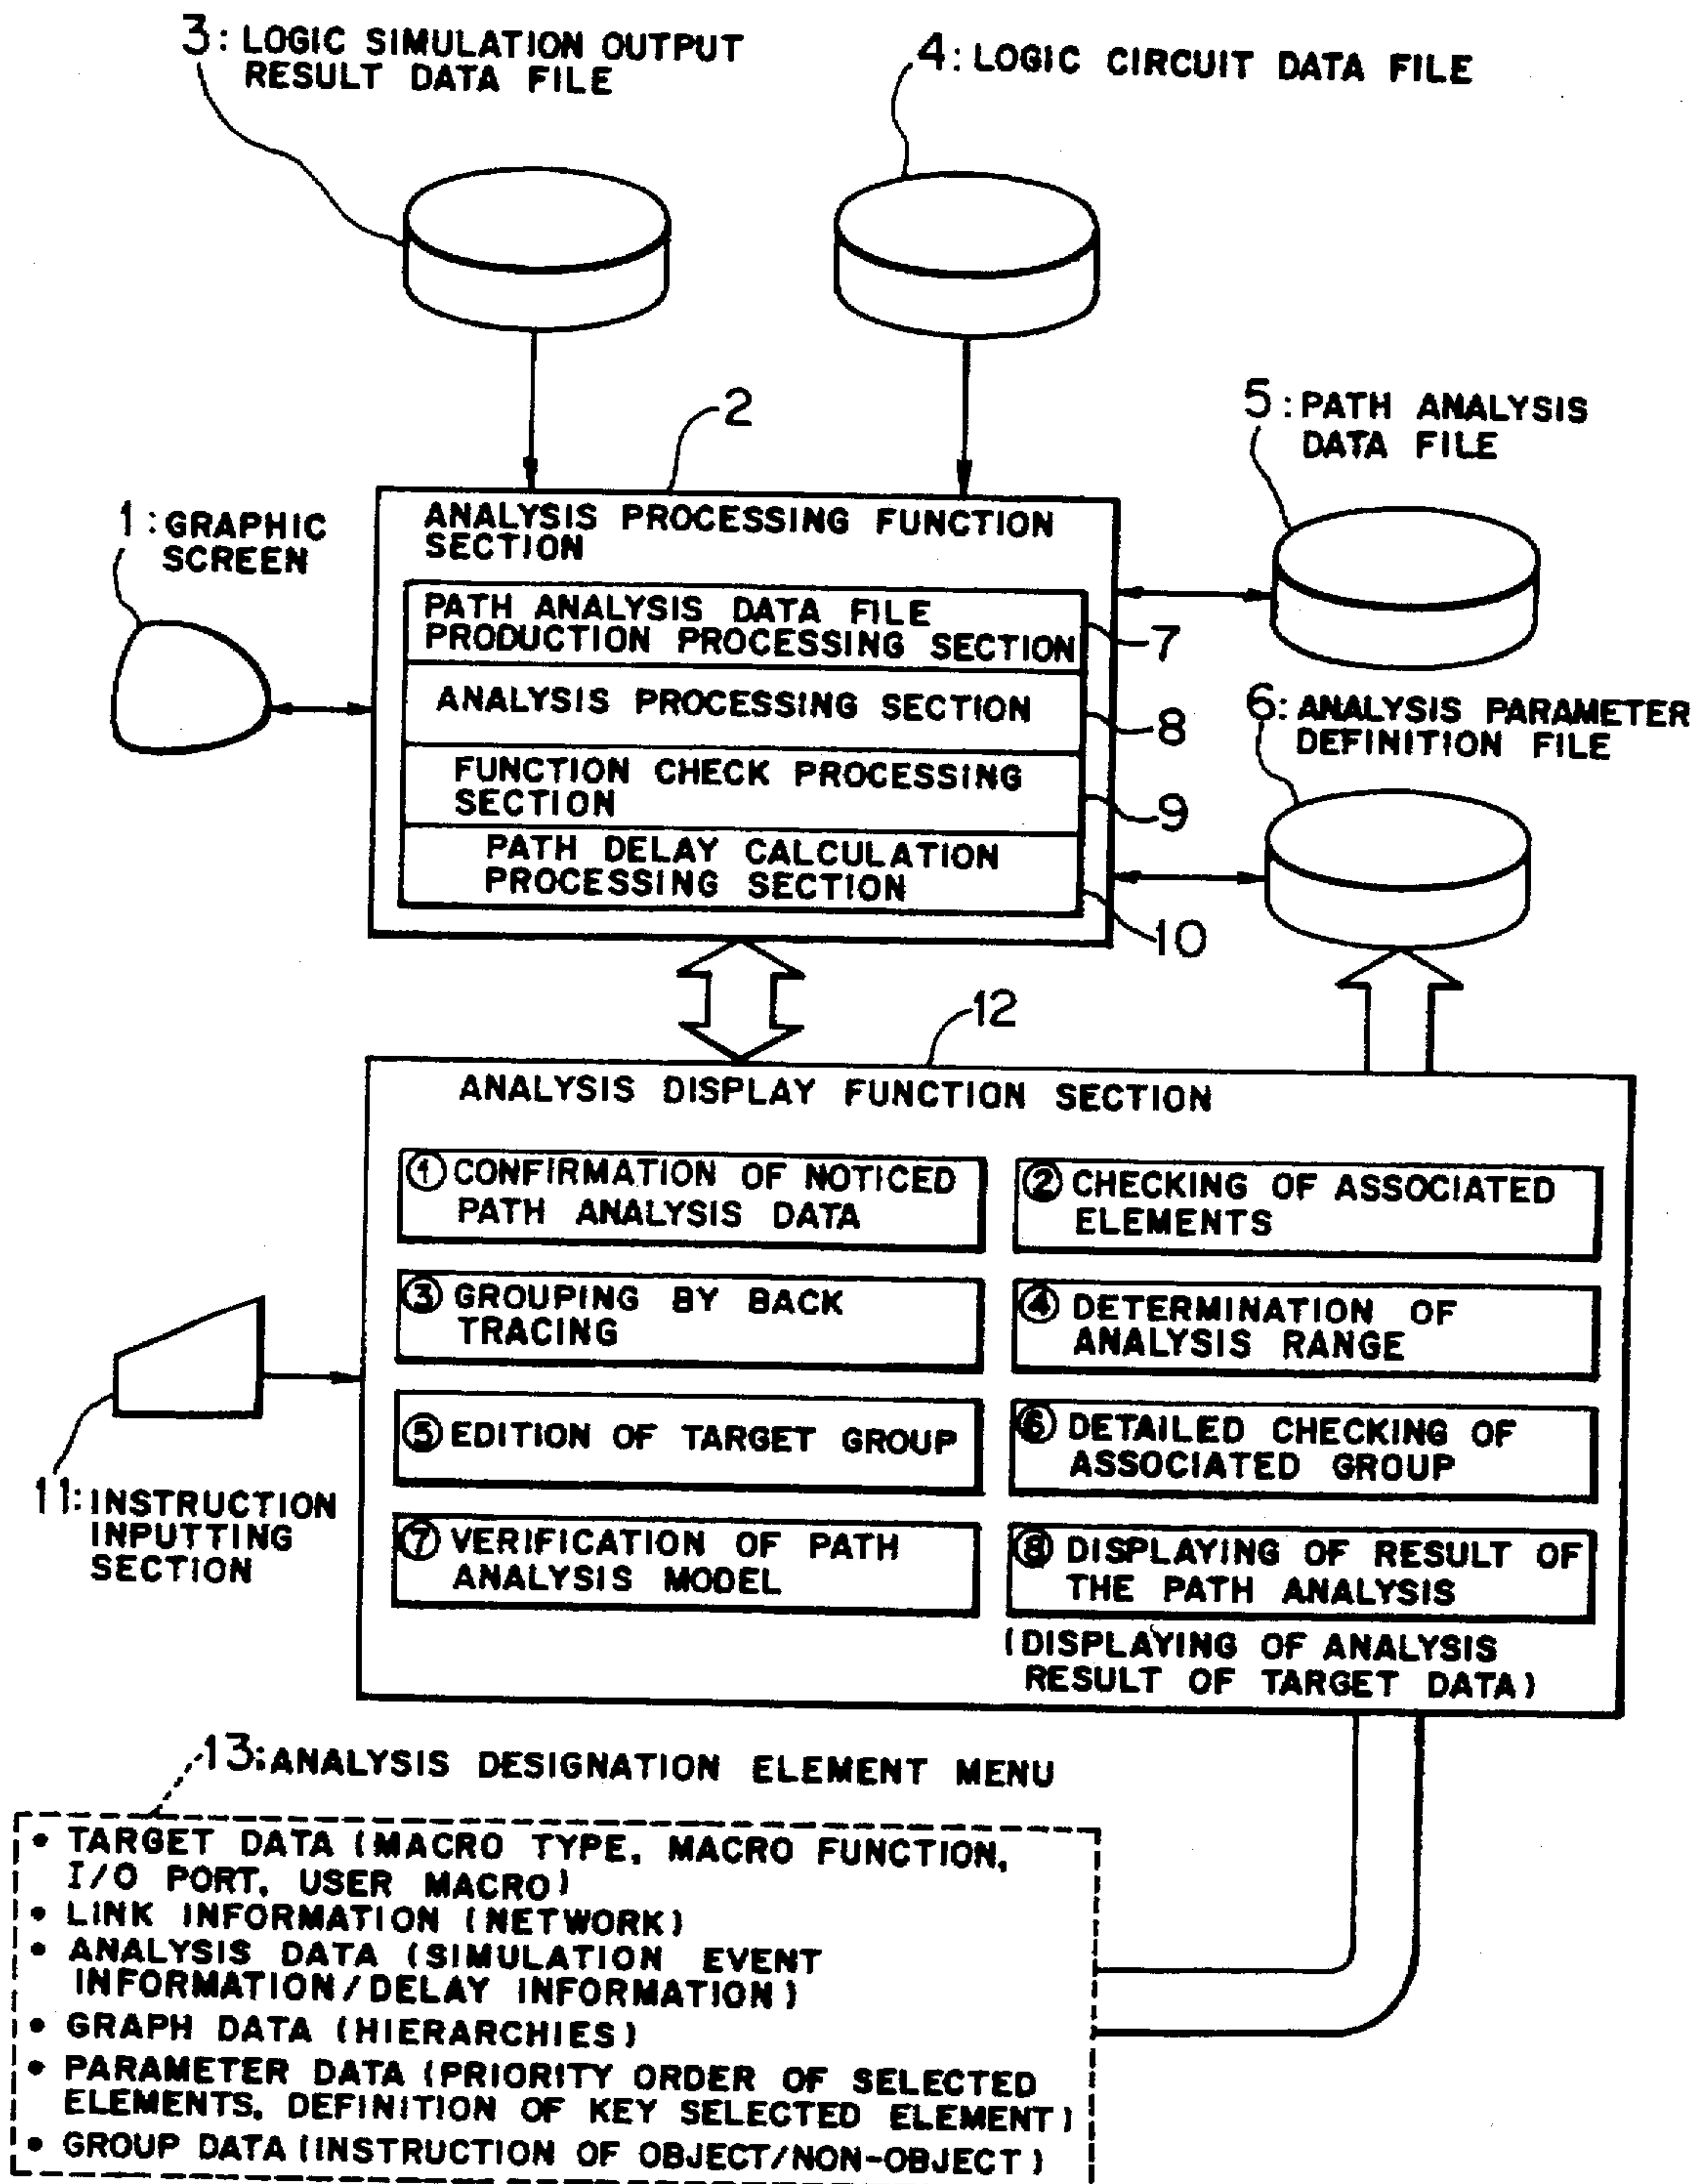 3: LOGIC SIMULATION OUTPUT
RESULT DATA FILE
4: LOGIC CIRCUIT DATA FILE
2
5: PATH ANALYSIS
DATA FILE
1: GRAPHIC
SCREEN
ANALYSIS PROCESSING FUNCTION
SECTION
PATH ANALYSIS DATA FILE
PRODUCTION PROCESSING SECTION
7
ANALYSIS PROCESSING SECTION
8
6: ANALYSIS PARAMETER
DEFINITION FILE
FUNCTION CHECK PROCESSING
SECTION
9
PATH DELAY CALCULATION
PROCESSING SECTION
10
12
ANALYSIS DISPLAY FUNCTION SECTION
① CONFIRMATION OF NOTICED
PATH ANALYSIS DATA
② CHECKING OF ASSOCIATED
ELEMENTS
③ GROUPING BY BACK
TRACING
④ DETERMINATION OF
ANALYSIS RANGE
⑤ EDITION OF TARGET GROUP
⑥ DETAILED CHECKING OF
ASSOCIATED GROUP
11: INSTRUCTION
INPUTTING
SECTION
⑦ VERIFICATION OF PATH
ANALYSIS MODEL
⑧ DISPLAYING OF RESULT OF
THE PATH ANALYSIS
(DISPLAYING OF ANALYSIS
RESULT OF TARGET DATA)
13: ANALYSIS DESIGNATION ELEMENT MENU
• TARGET DATA (MACRO TYPE, MACRO FUNCTION,
I/O PORT, USER MACRO)
• LINK INFORMATION (NETWORK)
• ANALYSIS DATA (SIMULATION EVENT
INFORMATION/DELAY INFORMATION)
• GRAPH DATA (HIERARCHIES)
• PARAMETER DATA (PRIORITY ORDER OF SELECTED
ELEMENTS, DEFINITION OF KEY SELECTED ELEMENT)
• GROUP DATA (INSTRUCTION OF OBJECT/NON-OBJECT)